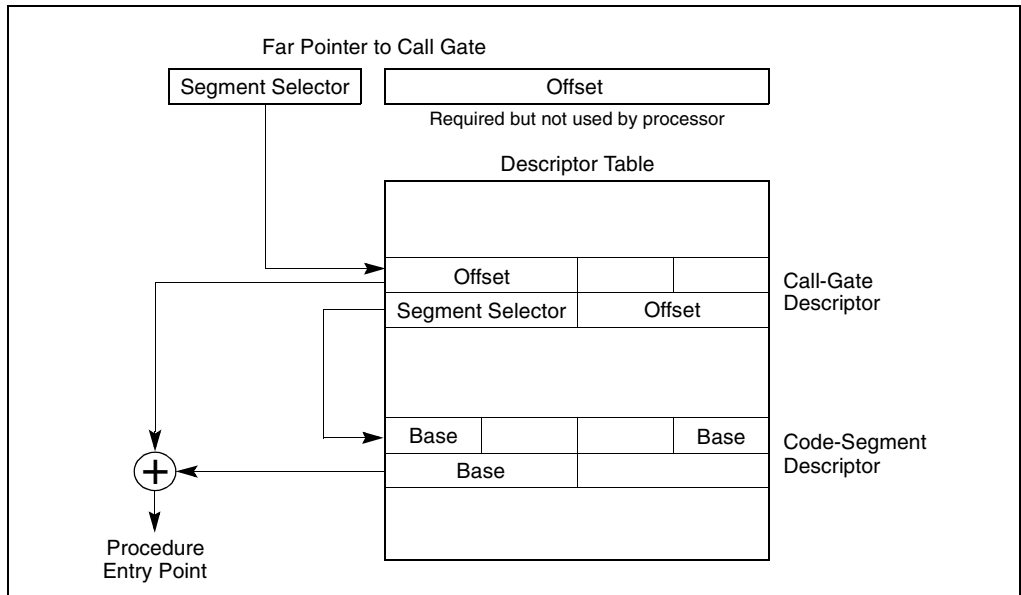 Far Pointer to Call Gate
Segment Selector
Offset
Required but not used by processor
Descriptor Table
Offset
Segment Selector
Offset
Call-Gate
Descriptor
Base
Base
Base
Code-Segment
Descriptor
+
Procedure
Entry Point